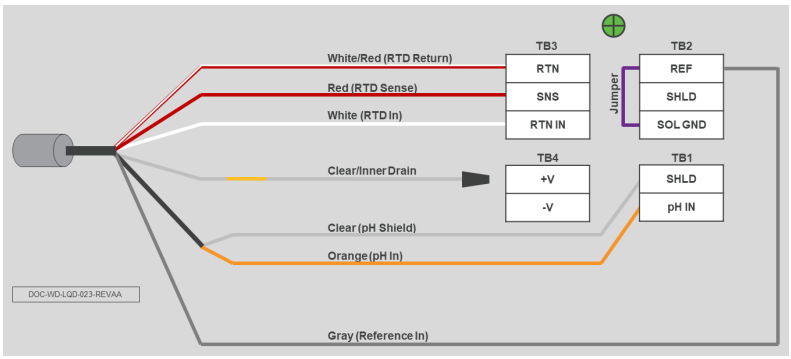 TB3
TB2
White/Red (RTD Return)
RTN
REF
Red (RTD Sense)
SNS
Jumper
SHLD
White (RTD In)
RTN IN
SOL GND
TB4
TB1
Clear/Inner Drain
+V
SHLD
-V
pH IN
Clear (pH Shield)
Orange (pH In)
DOC-WD-LQD-023-REVAA
Gray (Reference In)